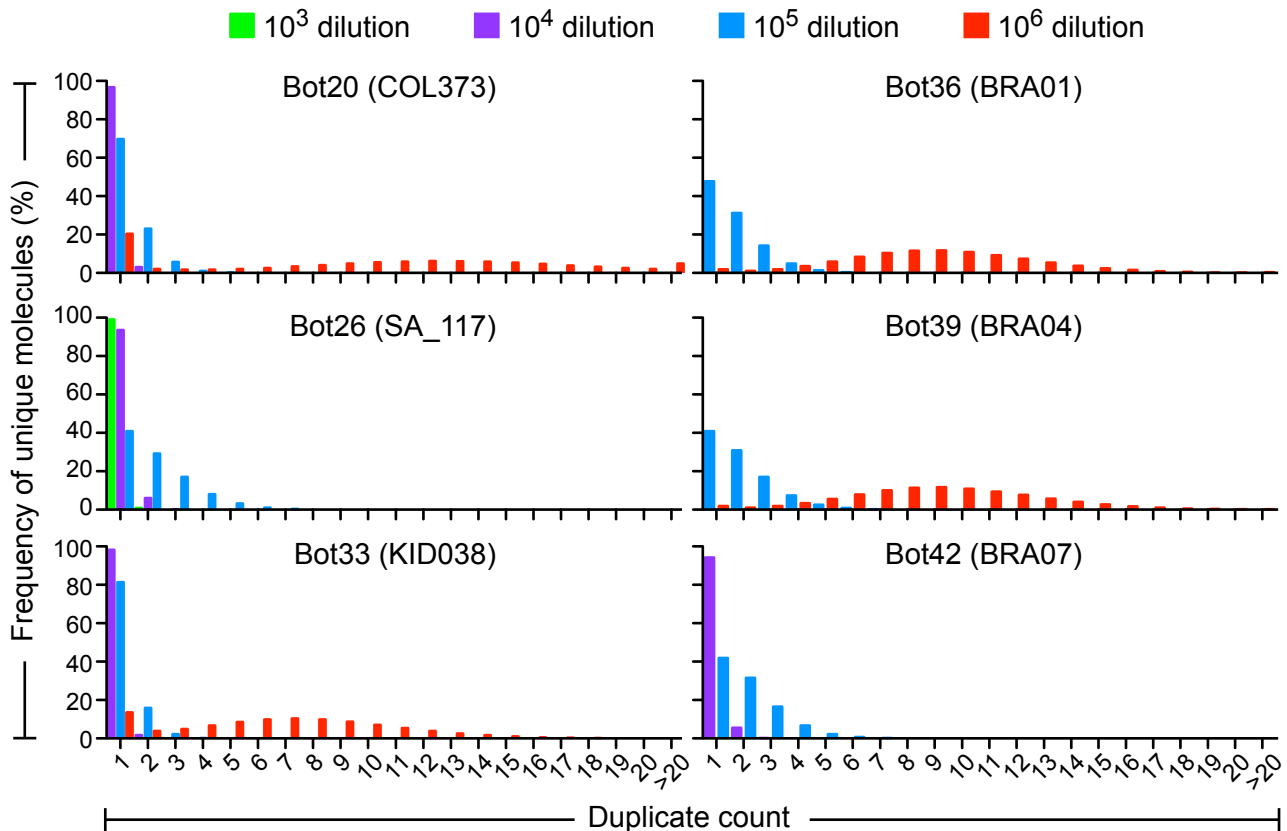 10³ dilution 10⁴ dilution 10⁵ dilution 10⁶ dilution
Frequency of unique molecules (%)
Bot20 (COL373)
100
80
60
40
20
0
Bot36 (BRA01)
Bot26 (SA_117)
100
80
60
40
20
0
Bot39 (BRA04)
Bot33 (KID038)
100
80
60
40
20
0
Bot42 (BRA07)
1 2 3 4 5 6 7 8 9 10 11 12 13 14 15 16 17 18 19 20 >20
1 2 3 4 5 6 7 8 9 10 11 12 13 14 15 16 17 18 19 20 >20
Duplicate count